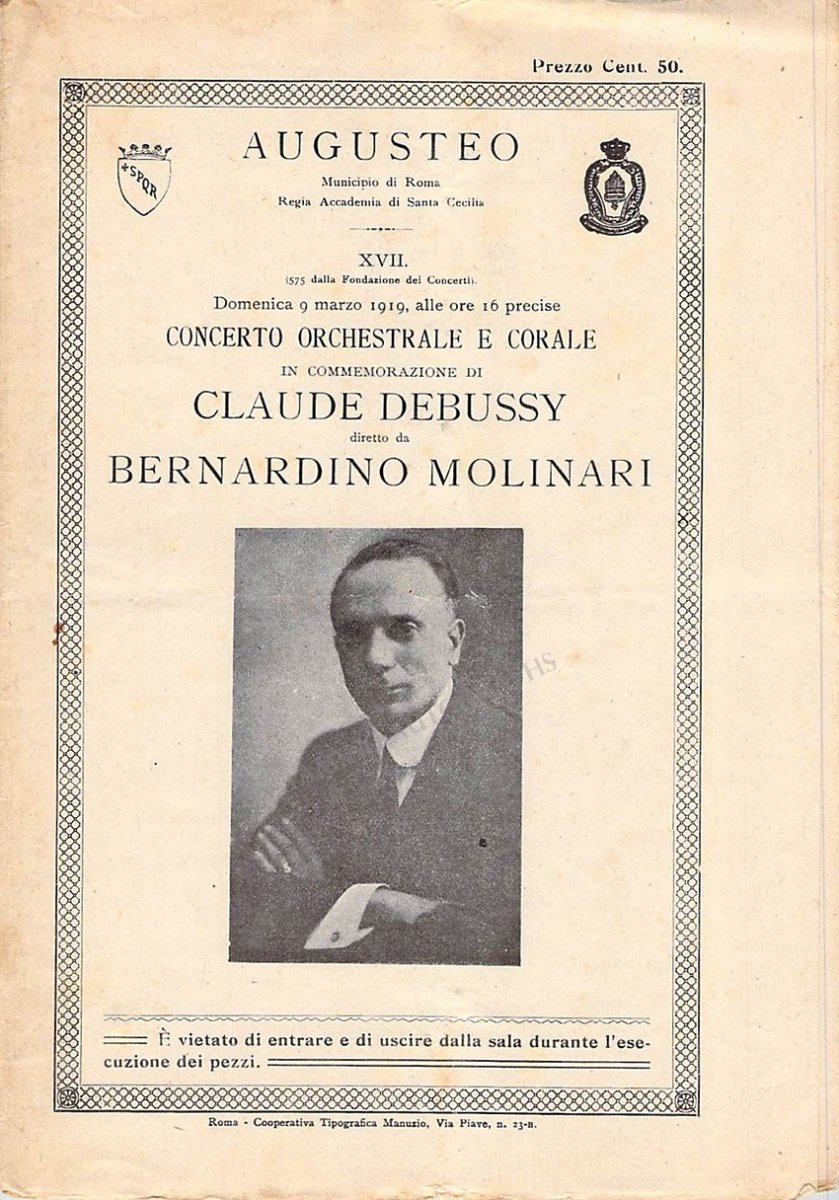 Prezzo Cent. 50.
AUGUSTEO
SPQR
Municipio di Roma
Regia Accademia di Santa Cecilia
XVII.
(575 dalla Fondazione dei Concerti).
Domenica 9 marzo 1919, alle ore 16 precise
CONCERTO ORCHESTRALE E CORALE
IN COMMEMORAZIONE DI
CLAUDE DEBUSSY
diretto da
BERNARDINO MOLINARI
HS
È vietato di entrare e di uscire dalla sala durante l'ese-
cuzione dei pezzi.
Roma - Cooperativa Tipografica Manuzio, Via Piave, n. 23-B.